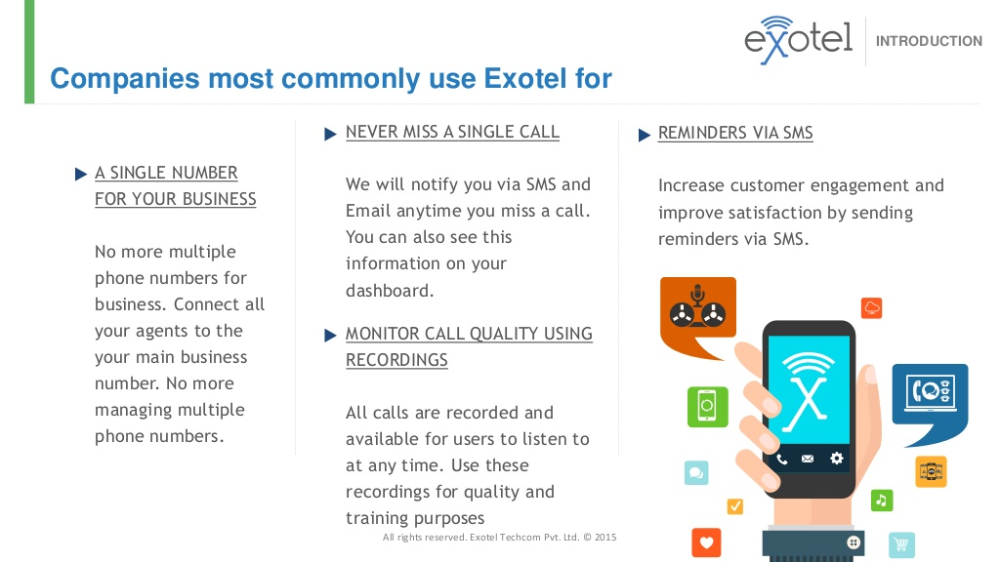 exotel
INTRODUCTION
Companies most commonly use Exotel for
A SINGLE NUMBER
FOR YOUR BUSINESS
No more multiple
phone numbers for
business. Connect all
your agents to the
your main business
number. No more
managing multiple
phone numbers.
NEVER MISS A SINGLE CALL
We will notify you via SMS and
Email anytime you miss a call.
You can also see this
information on your
dashboard.
MONITOR CALL QUALITY USING
RECORDINGS
All calls are recorded and
available for users to listen to
at any time. Use these
recordings for quality and
training purposes
REMINDERS VIA SMS
Increase customer engagement and
improve satisfaction by sending
reminders via SMS.
All rights reserved. Exotel Techcom Pvt. Ltd. © 2015